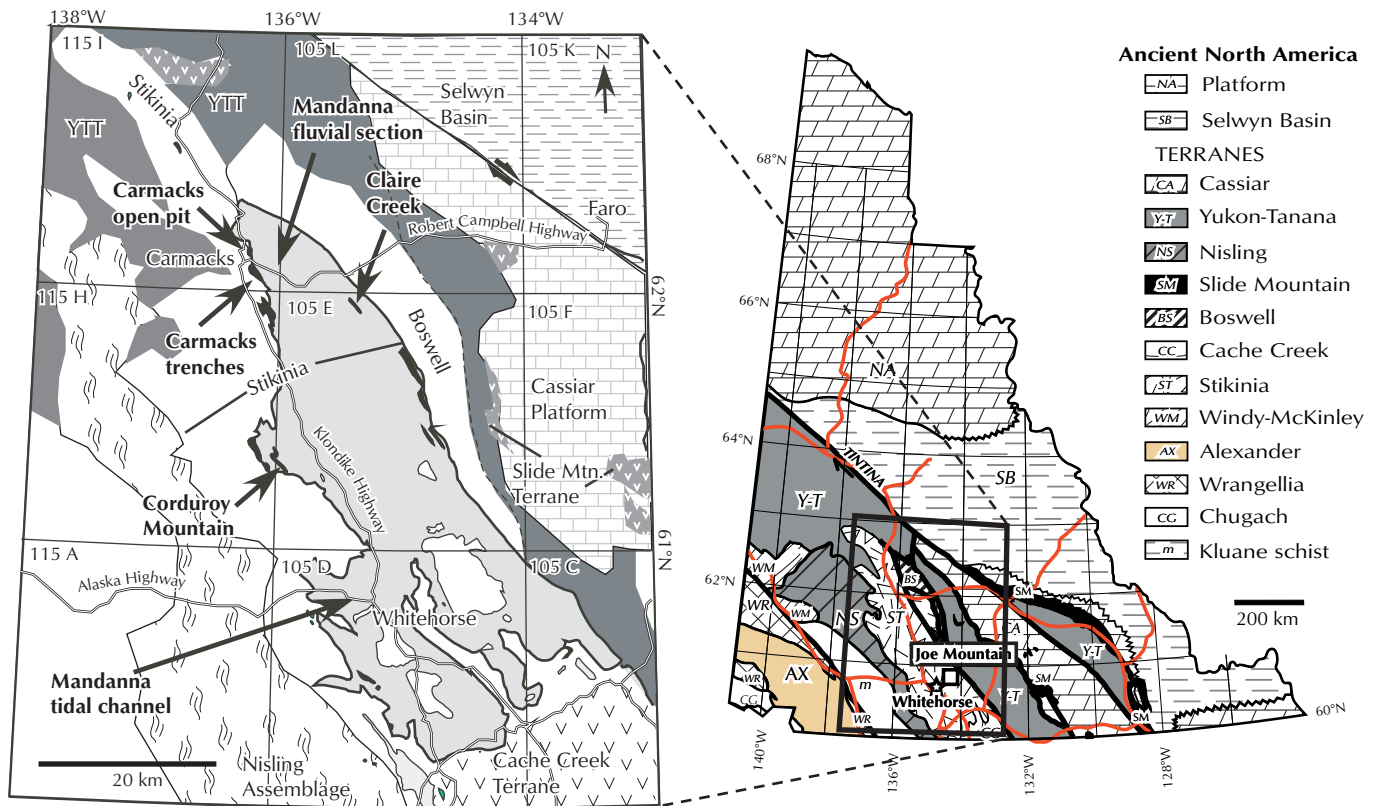 138°W
136°W
134°W
115 I
105 L
105 K
N
Stikinia
YTT
YTT
Selwyn
Basin
Mandanna
fluvial section
Claire
Creek
Carmacks
open pit
Faro
Robert Campbell Highway
Carmacks
115 H
105 E
105 F
62°N
Boswell
Carmacks
trenches
Stikinia
Cassiar
Platform
Klondike Highway
Slide Mtn.
Terrane
Corduroy
Mountain
61°N
115 A
105 D
105 C
Alaska Highway
Whitehorse
Mandanna
tidal channel
20 km
Nisling
Assemblage
Cache Creek
Terrane
68°N
66°N
NA
64°N
TINTINA
SB
Y-T
62°N
WM
BS
WR
WM
NS
ST
SM
CA
Y-T
Joe Mountain
AX
WR
CG
m
SM
Whitehorse
Y-T
WR
CC
SM
60°N
140°W
136°W
132°W
128°W
Ancient North America
NA Platform
SB Selwyn Basin
TERRANES
CA Cassiar
Y-T Yukon-Tanana
NS Nisling
SM Slide Mountain
BS Boswell
CC Cache Creek
ST Stikinia
WM Windy-McKinley
AX Alexander
WR Wrangellia
CG Chugach
m Kluane schist
200 km